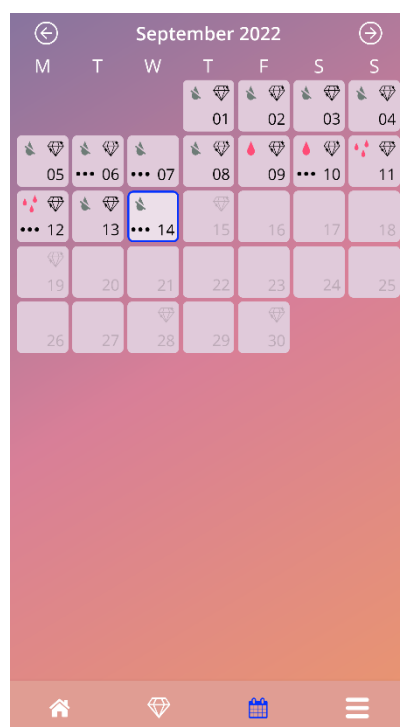 September 2022
M T W T F S S
01 02 03 04
05 ••• 06 ••• 07 08 09 ••• 10 11
••• 12 13 ••• 14 15 16 17 18
19 20 21 22 23 24 25
26 27 28 29 30